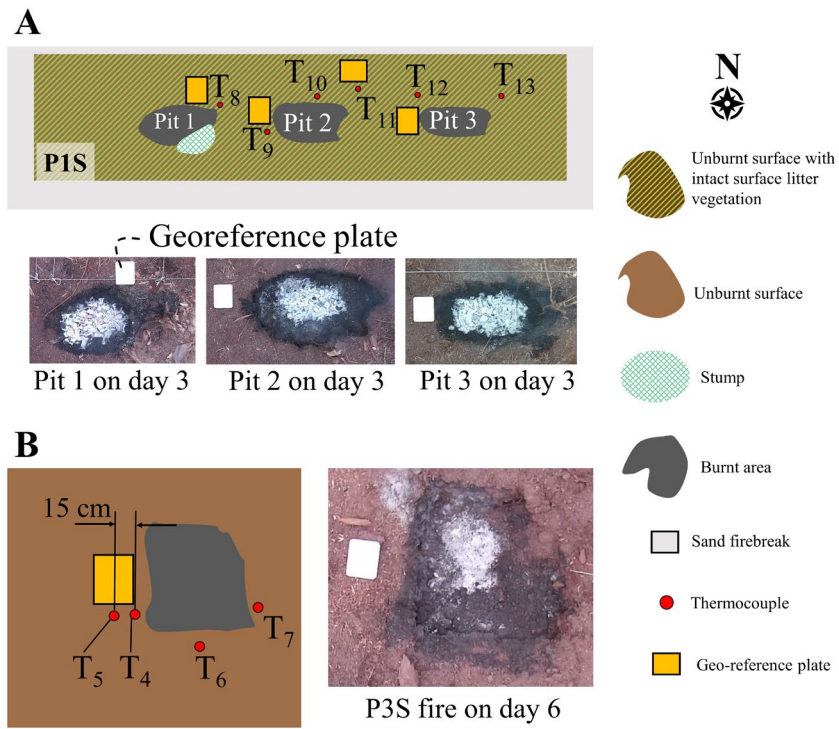 A
T8
T10
T12
T13
Pit 1
Pit 2
T11
Pit 3
T9
P1S
Georeference plate
Pit 1 on day 3
Pit 2 on day 3
Pit 3 on day 3
B
15 cm
T7
T5
T4
T6
P3S fire on day 6
N
Unburnt surface with
intact surface litter
vegetation
Unburnt surface
Stump
Burnt area
Sand firebreak
Thermocouple
Geo-reference plate